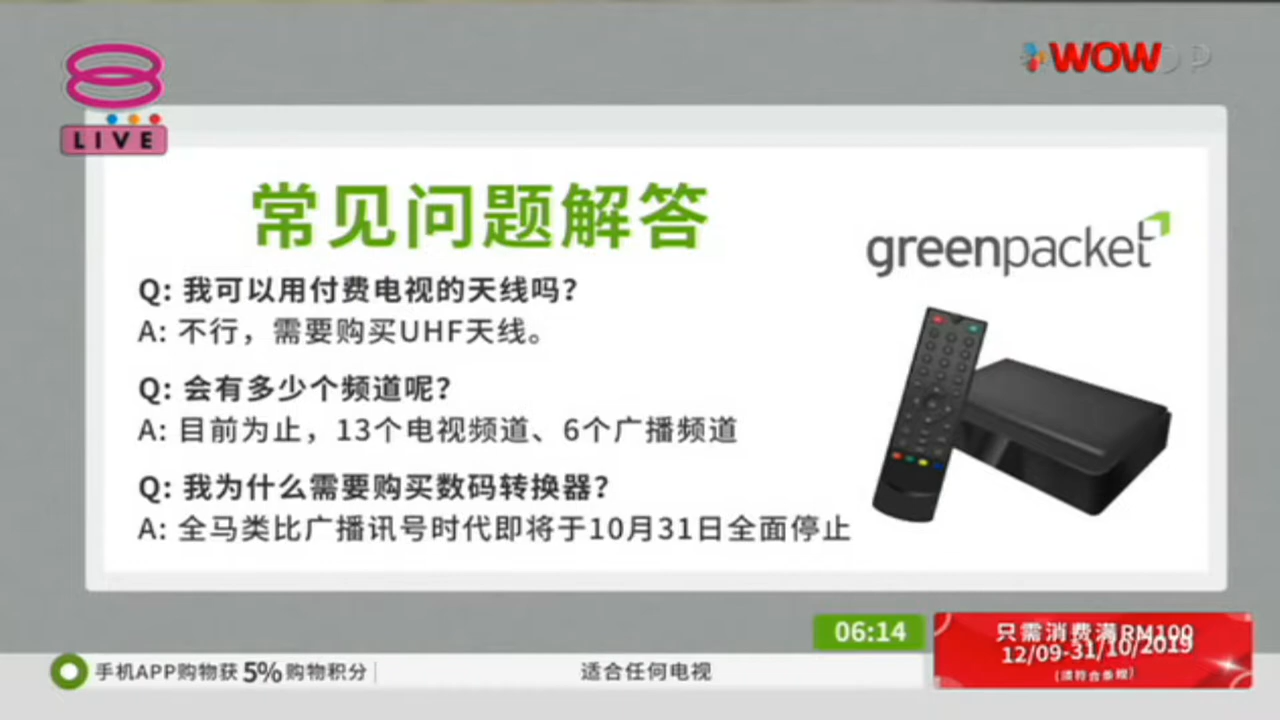 LIVE
WOW
常见问题解答
greenpacket
Q: 我可以用付费电视的天线吗?
A: 不行，需要购买UHF天线。
Q: 会有多少个频道呢?
A: 目前为止，13个电视频道、6个广播频道
Q: 我为什么需要购买数码转换器?
A: 全马类比广播讯号时代即将于10月31日全面停止
06:14
只需消费满RM100
12/09-31/10/2019
(须符合条规)
手机APP购物获 5% 购物积分
适合任何电视